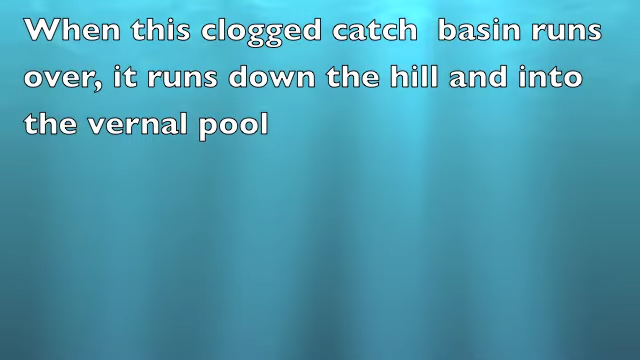 When this clogged catch  basin runs
over, it runs down the hill and into
the vernal pool